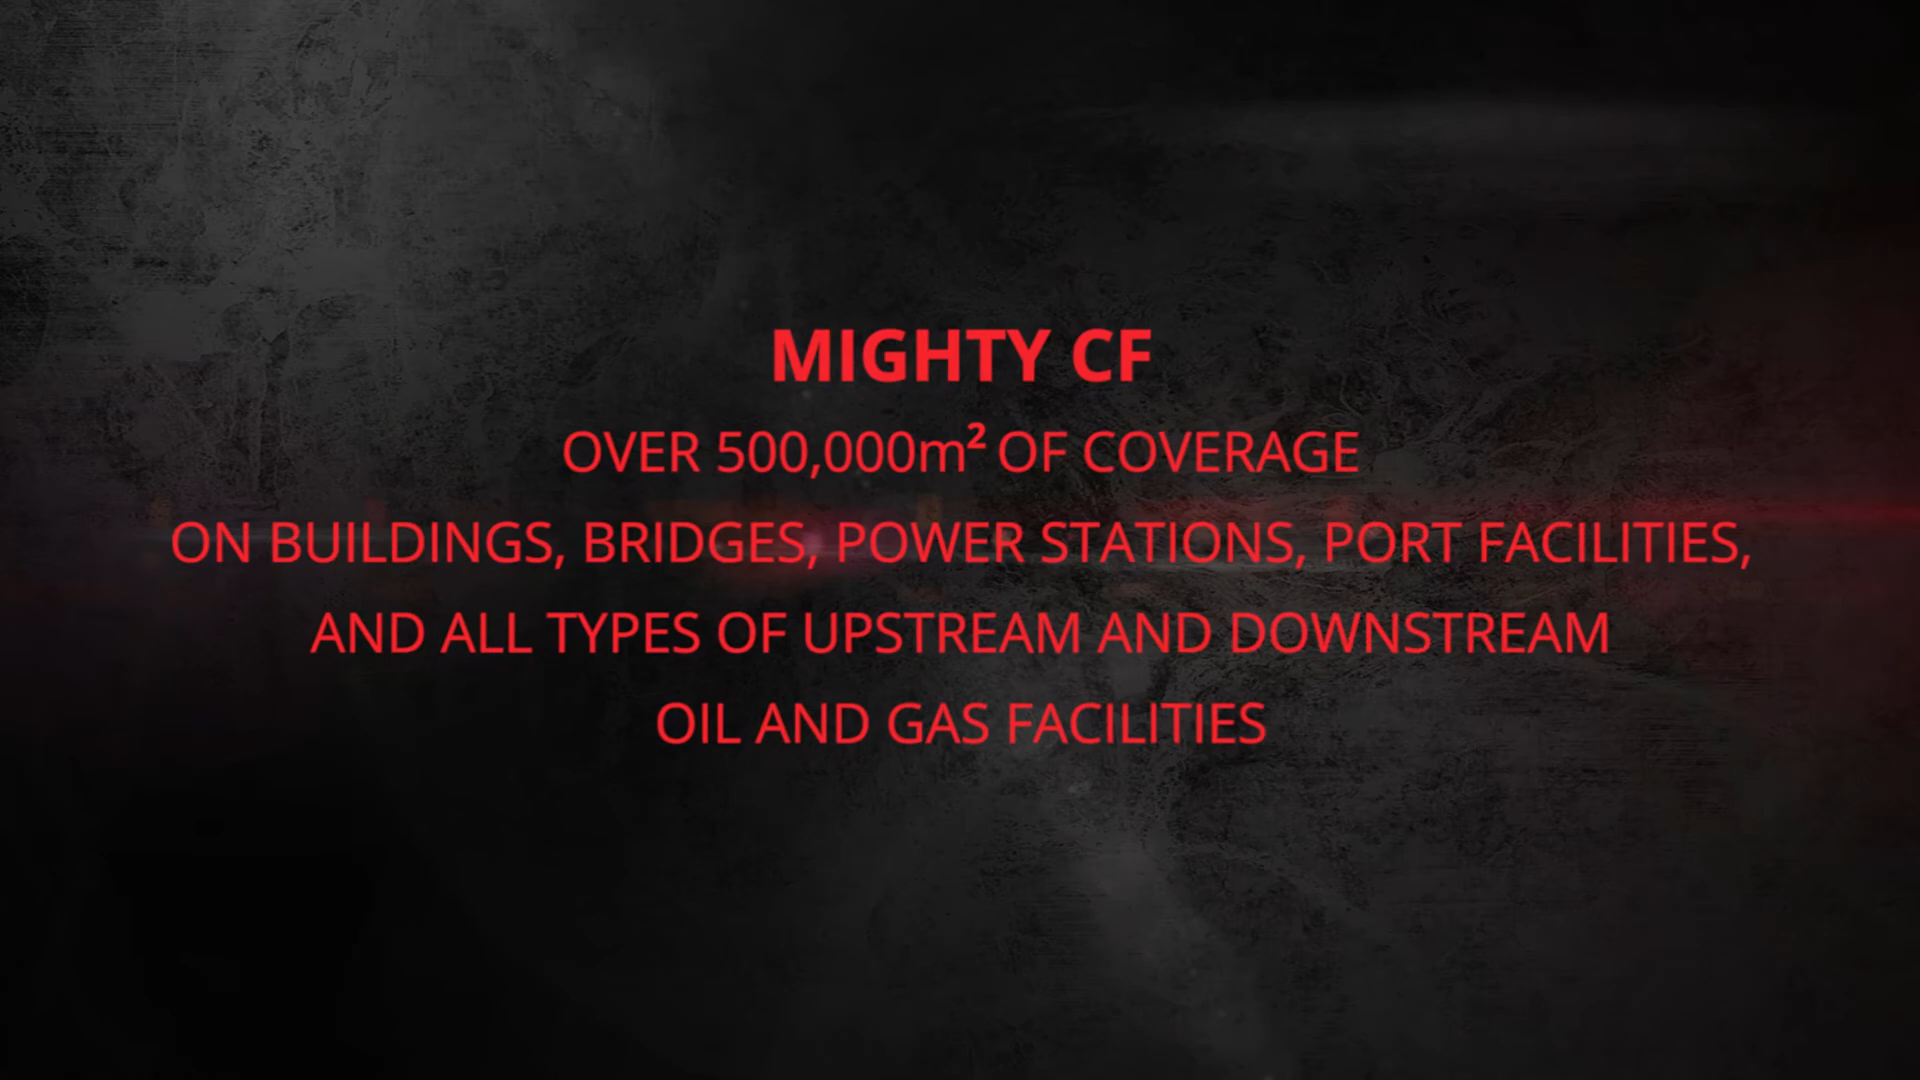 MIGHTY CF
OVER 500,000m² OF COVERAGE
ON BUILDINGS, BRIDGES, POWER STATIONS, PORT FACILITIES,
AND ALL TYPES OF UPSTREAM AND DOWNSTREAM
OIL AND GAS FACILITIES